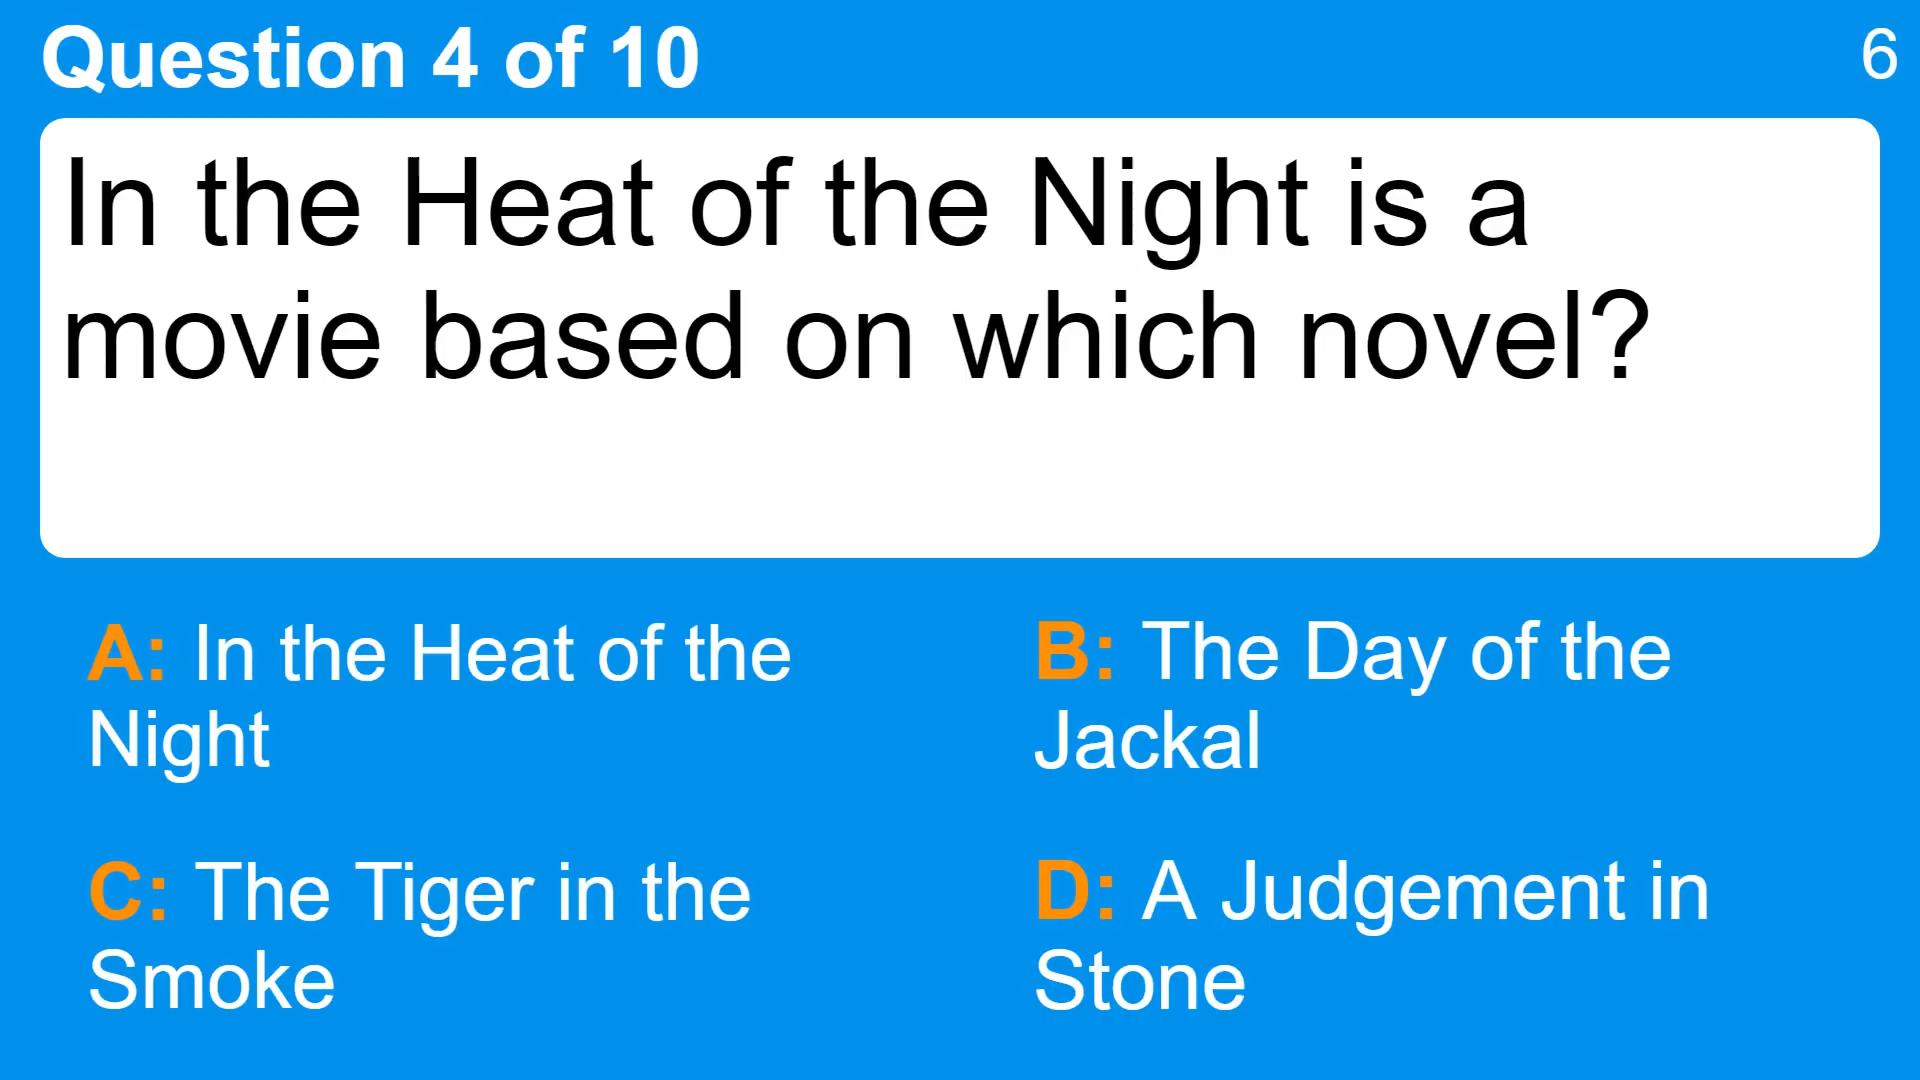 Question 4 of 10
6
In the Heat of the Night is a
movie based on which novel?
A: In the Heat of the
Night
B: The Day of the
Jackal
C: The Tiger in the
Smoke
D: A Judgement in
Stone